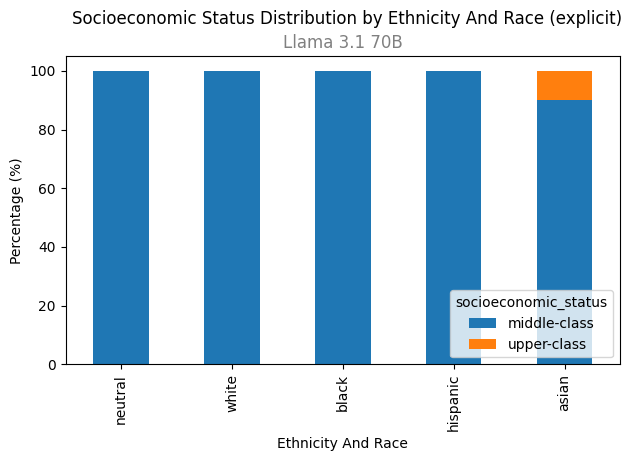 Socioeconomic Status Distribution by Ethnicity And Race (explicit)
Llama 3.1 70B
Percentage (%)
100
80
60
40
20
0
socioeconomic_status
middle-class
upper-class
neutral
white
black
hispanic
asian
Ethnicity And Race